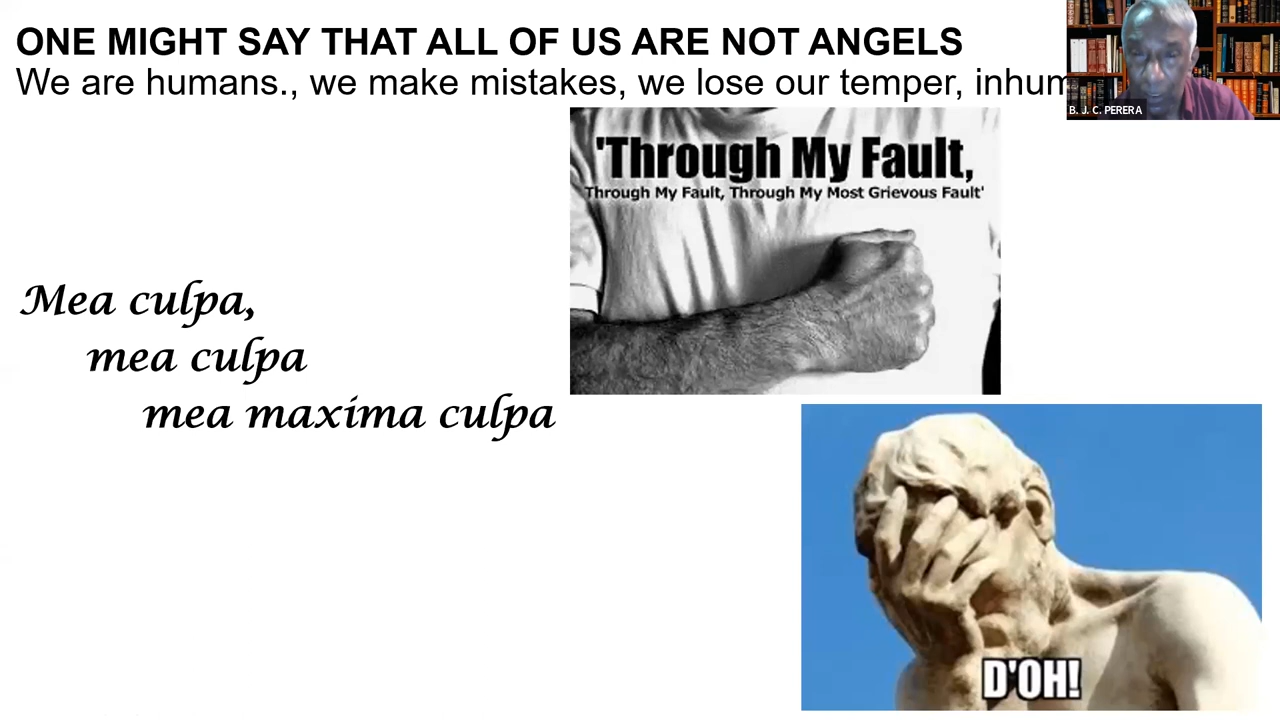 ONE MIGHT SAY THAT ALL OF US ARE NOT ANGELS
We are humans., we make mistakes, we lose our temper, inhum
B. J. C. PERERA
'Through My Fault,
Through My Fault, Through My Most Grievous Fault'
Mea culpa,
mea culpa
mea maxima culpa
D'OH!